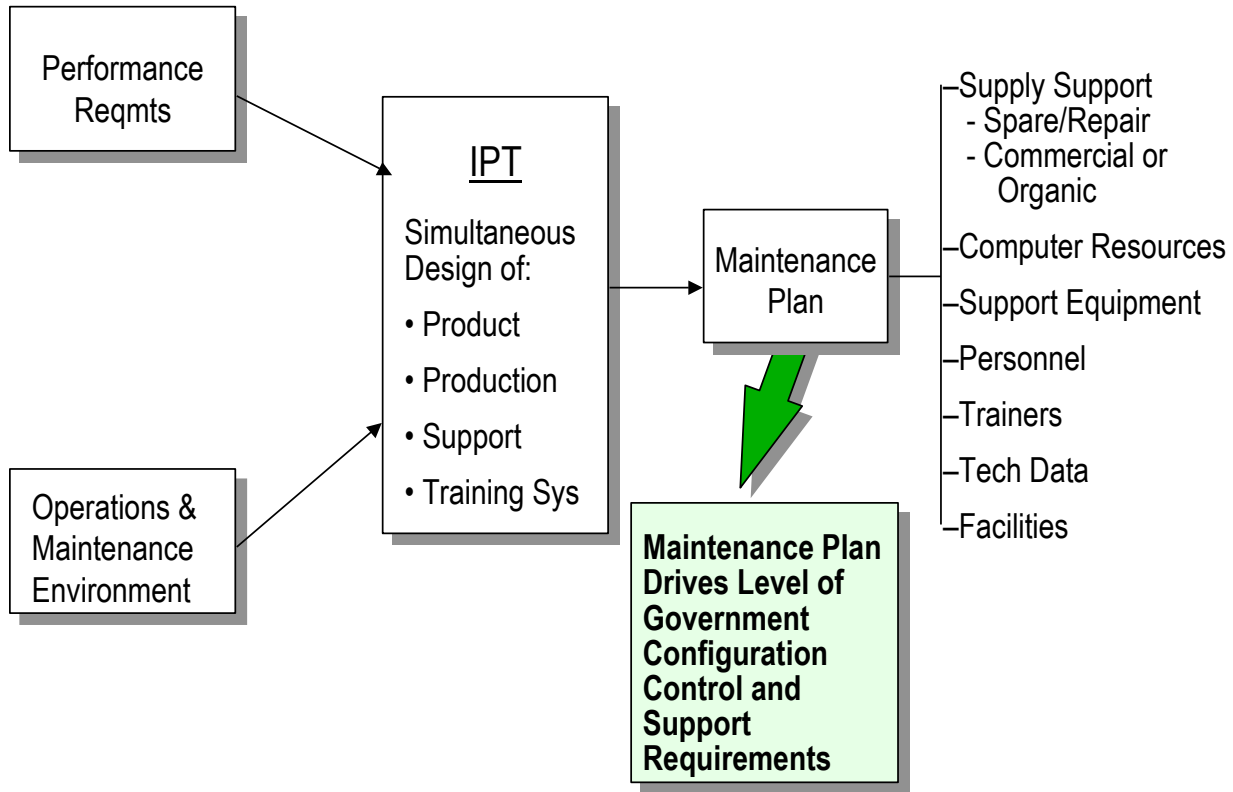 Performance
Reqmts
Operations &
Maintenance
Environment
IPT
Simultaneous
Design of:
• Product
• Production
• Support
• Training Sys
Maintenance
Plan
Maintenance Plan
Drives Level of
Government
Configuration
Control and
Support
Requirements
–Supply Support
- Spare/Repair
- Commercial or
Organic
–Computer Resources
–Support Equipment
–Personnel
–Trainers
–Tech Data
–Facilities